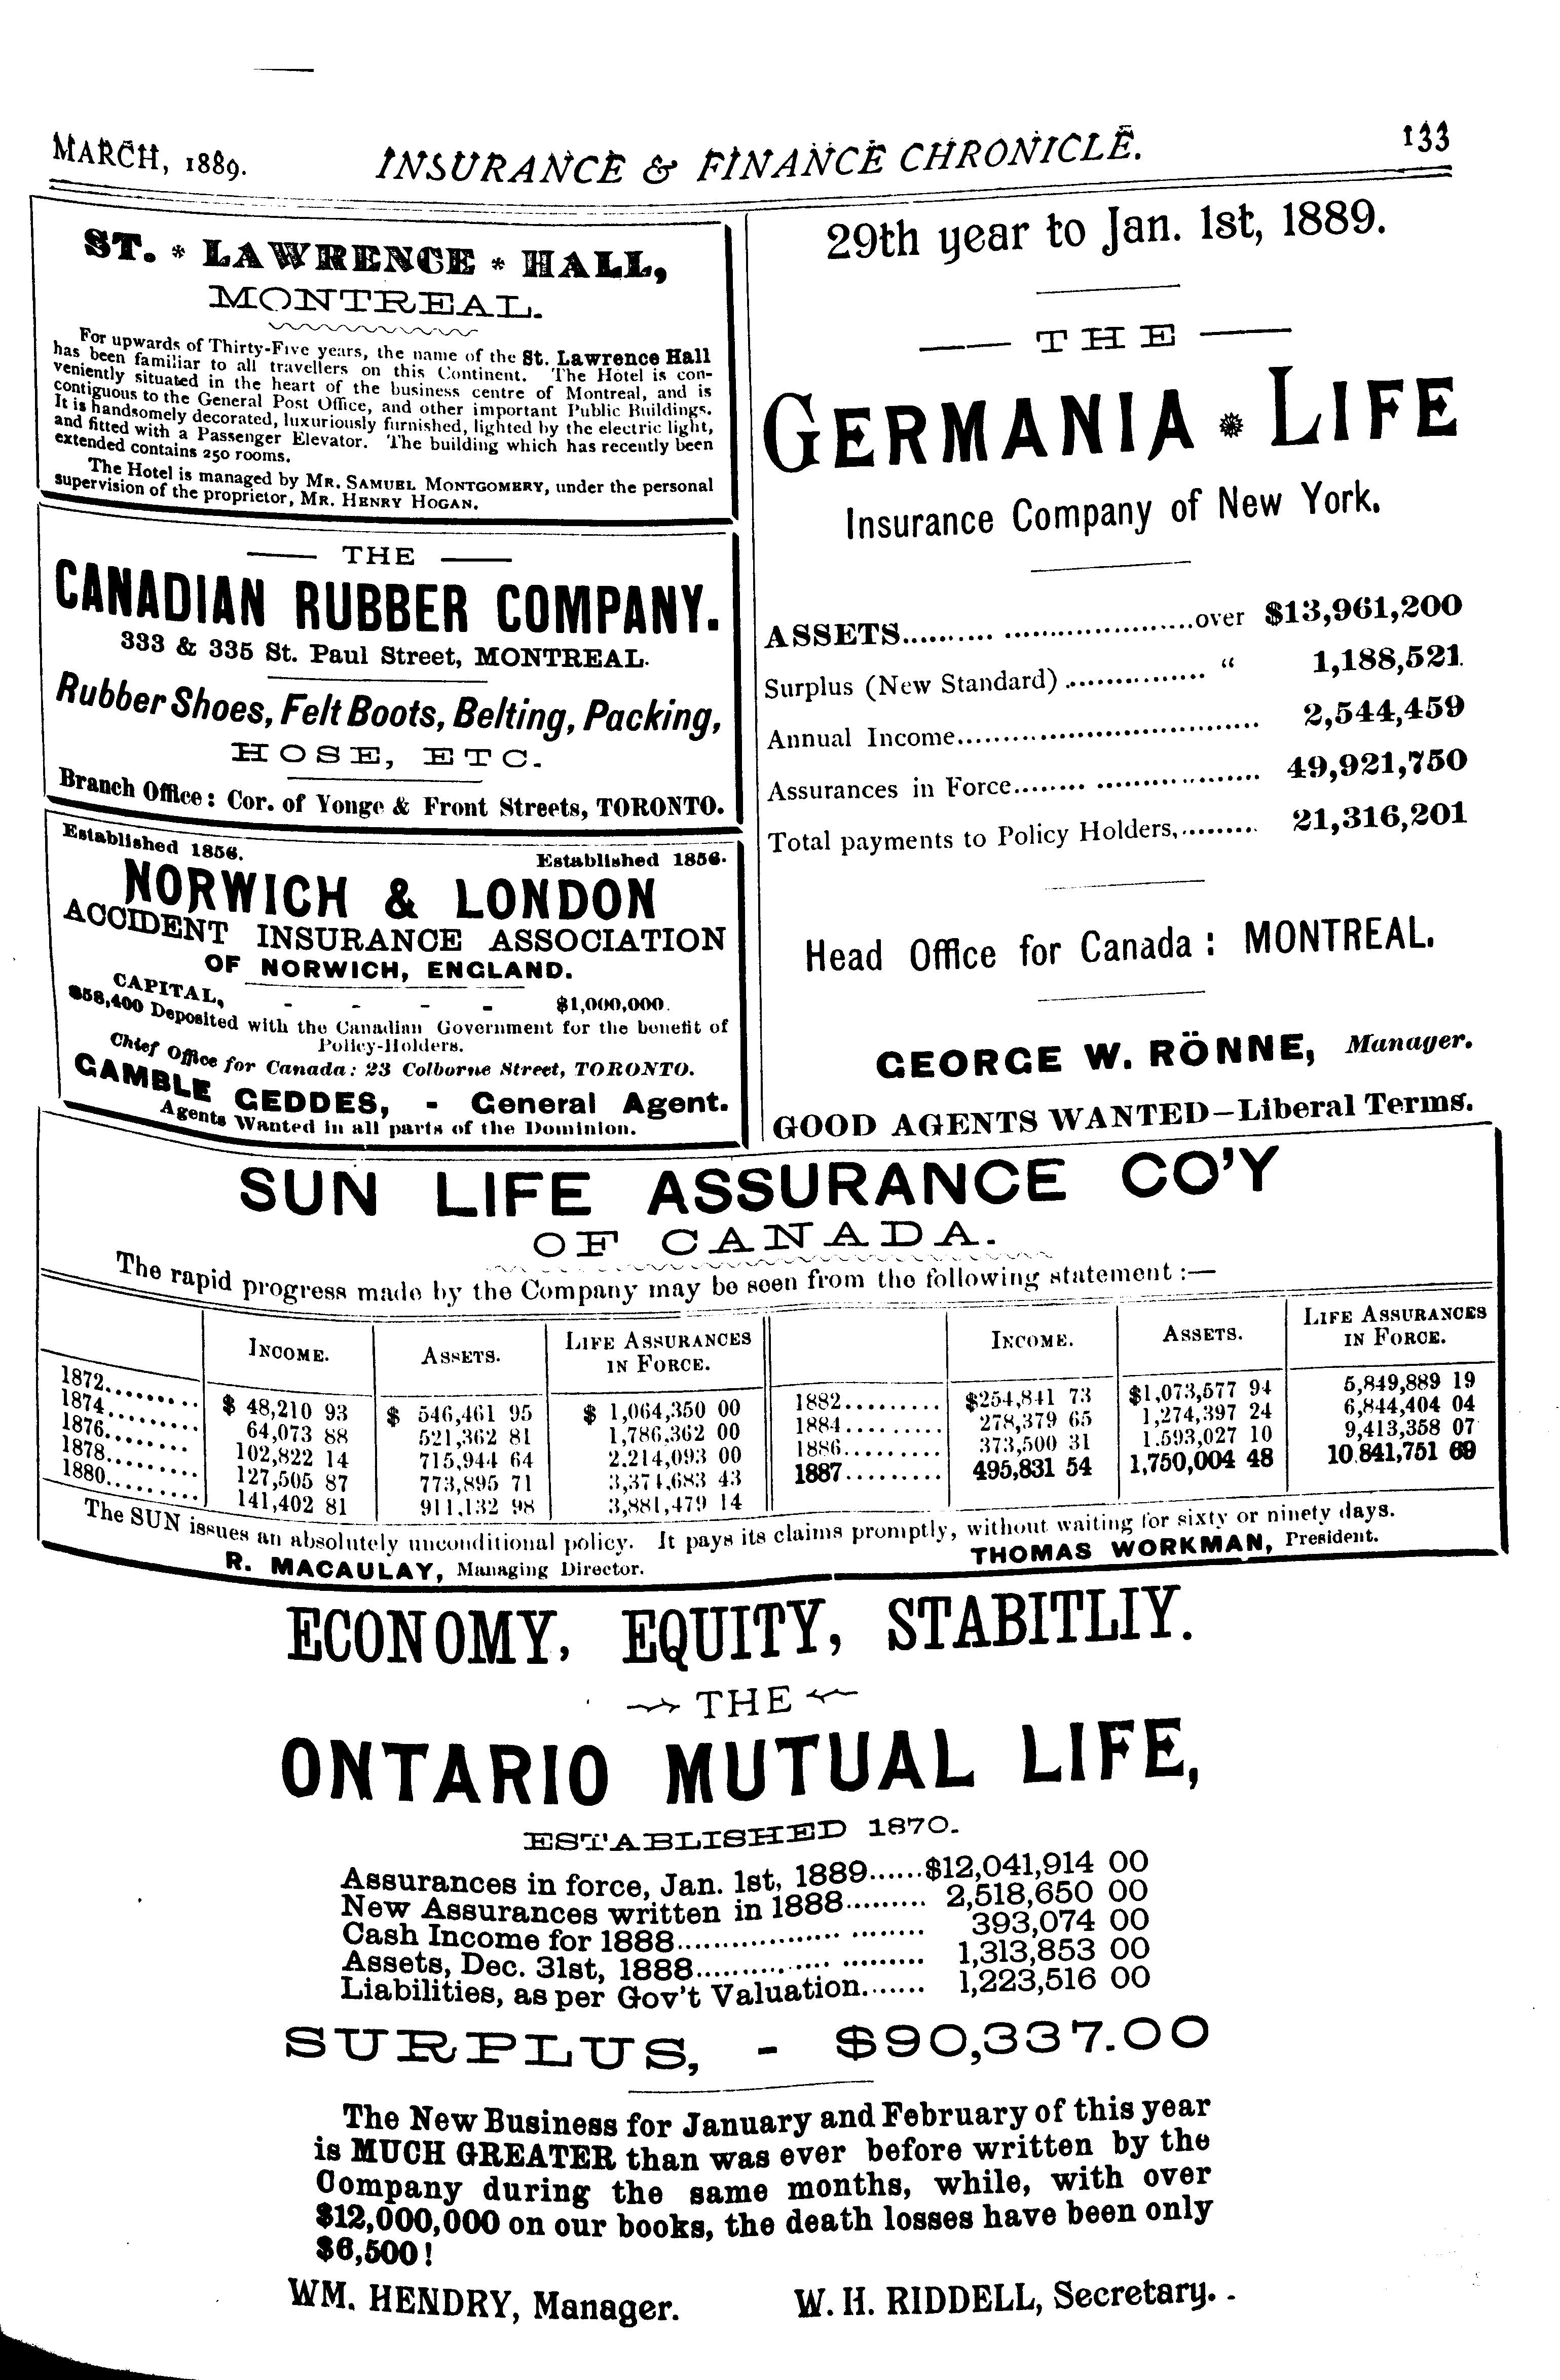 MARCH, 1889. INSURANCE & FINANCE CHRONICLE. 133
ST. * LAWRENCE * HALL,
MONTREAL.
For upwards of Thirty-Five years, the name of the St. Lawrence Hall
has been familiar to all travellers on this Continent. The Hotel is con-
veniently situated in the heart of the business centre of Montreal, and is
contiguous to the General Post Office, and other important Public Buildings.
It is handsomely decorated, luxuriously furnished, lighted by the electric light,
and fitted with a Passenger Elevator. The building which has recently been
extended contains 250 rooms.
The Hotel is managed by MR. SAMUEL MONTGOMERY, under the personal
supervision of the proprietor, MR. HENRY HOGAN.
THE
CANADIAN RUBBER COMPANY.
333 & 335 St. Paul Street, MONTREAL.
Rubber Shoes, Felt Boots, Belting, Packing,
HOSE, ETC.
Branch Office: Cor. of Yonge & Front Streets, TORONTO.
Established 1856. Established 1856.
NORWICH & LONDON
ACCIDENT INSURANCE ASSOCIATION
OF NORWICH, ENGLAND.
CAPITAL, - - - - $1,000,000.
$58,400 Deposited with the Canadian Government for the benefit of
Policy-Holders.
Chief Office for Canada: 23 Colborne Street, TORONTO.
GAMBLE GEDDES, - General Agent.
Agents Wanted in all parts of the Dominion.
29th year to Jan. 1st, 1889.
THE
GERMANIA * LIFE
Insurance Company of New York.
ASSETS..............................over $13,961,200
Surplus (New Standard)................ “ 1,188,521.
Annual Income.................................. 2,544,459
Assurances in Force........................... 49,921,750
Total payments to Policy Holders,......... 21,316,201
Head Office for Canada: MONTREAL.
GEORGE W. RÖNNE, Manager.
GOOD AGENTS WANTED—Liberal Terms.
SUN LIFE ASSURANCE CO'Y
OF CANADA.
The rapid progress made by the Company may be seen from the following statement:—
INCOME. ASSETS. LIFE ASSURANCES IN FORCE. INCOME. ASSETS. LIFE ASSURANCES IN FORCE.
1872......... $ 48,210 93 $ 546,461 95 $ 1,064,350 00 1882......... $254,841 73 $1,073,577 94 5,849,889 19
1874......... 64,073 88 521,362 81 1,786,362 00 1884......... 278,379 65 1,274,397 24 6,844,404 04
1876......... 102,822 14 715,944 64 2.214,093 00 1886......... 373,500 31 1.593,027 10 9,413,358 07
1878......... 127,505 87 773,895 71 3,374,683 43 1887......... 495,831 54 1,750,004 48 10.841,751 69
1880......... 141,402 81 911,132 98 3,881,479 14
The SUN issues an absolutely unconditional policy. It pays its claims promptly, without waiting for sixty or ninety days.
R. MACAULAY, Managing Director. THOMAS WORKMAN, President.
ECONOMY, EQUITY, STABITLIY.
THE
ONTARIO MUTUAL LIFE,
ESTABLISHED 1870.
Assurances in force, Jan. 1st, 1889......$12,041,914 00
New Assurances written in 1888......... 2,518,650 00
Cash Income for 1888........................... 393,074 00
Assets, Dec. 31st, 1888......................... 1,313,853 00
Liabilities, as per Gov't Valuation....... 1,223,516 00
SURPLUS, - $90,337.00
The New Business for January and February of this year
is MUCH GREATER than was ever before written by the
Company during the same months, while, with over
$12,000,000 on our books, the death losses have been only
$6,500!
WM. HENDRY, Manager. W. H. RIDDELL, Secretary.